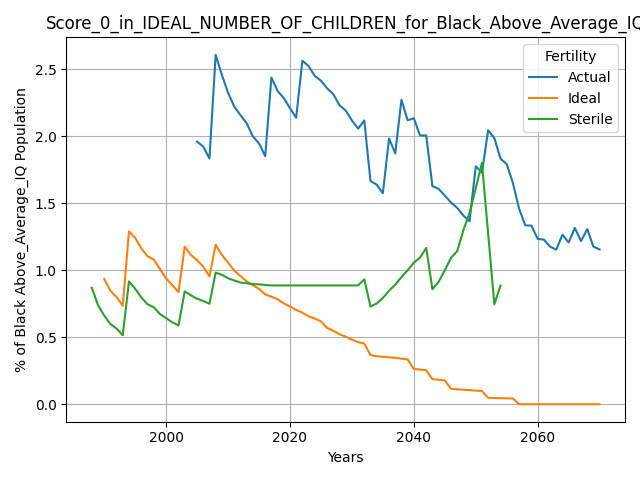 Score_0_in_IDEAL_NUMBER_OF_CHILDREN_for_Black_Above_Average_IQ
Fertility
Actual
Ideal
Sterile
% of Black Above_Average_IQ Population
2.5
2.0
1.5
1.0
0.5
0.0
2000 2020 2040 2060
Years